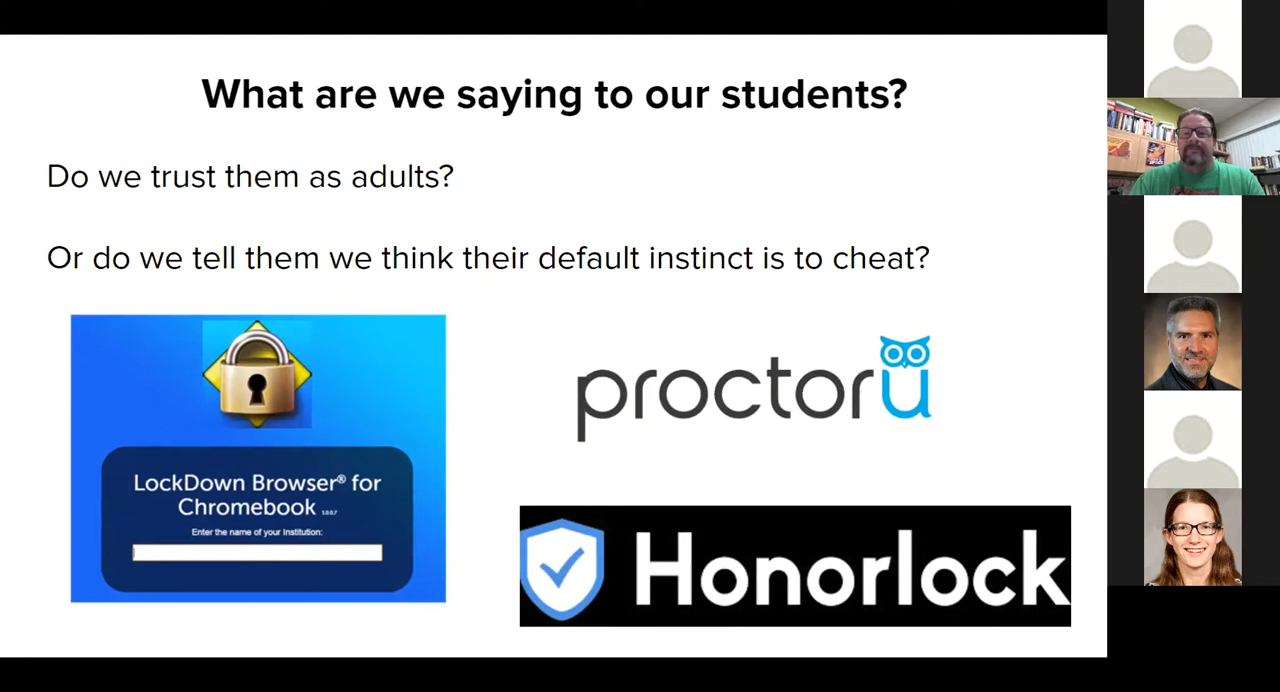 What are we saying to our students?
Do we trust them as adults?
Or do we tell them we think their default instinct is to cheat?
LockDown Browser® for
Chromebook 1.0.0.7
Enter the name of your Institution:
proctoru
Honorlock